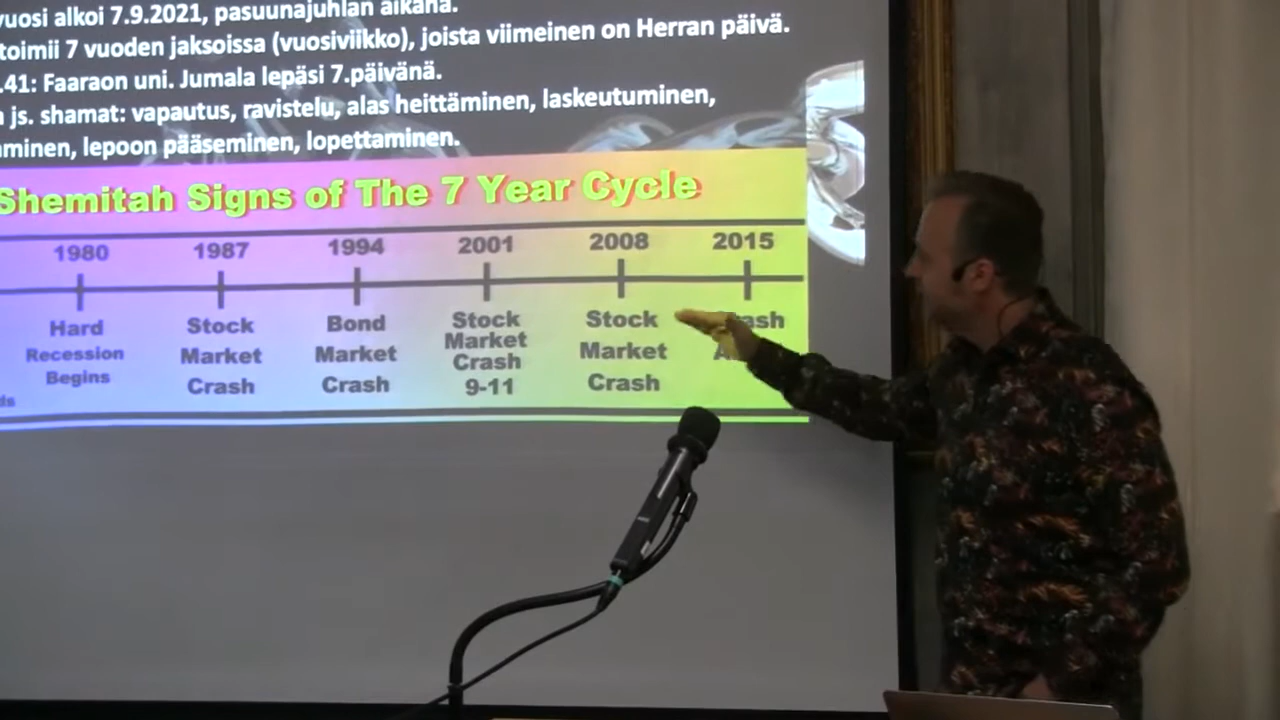 vuosi alkoi 7.9.2021, pasuunajuhlan aikana.
toimii 7 vuoden jaksoissa (vuosiviikko), joista viimeinen on Herran päivä.
.41: Faaraon uni. Jumala lepäsi 7.päivänä.
js. shamat: vapautus, ravistelu, alas heittäminen, laskeutuminen,
aminen, lepoon pääseminen, lopettaminen.
Shemitah Signs of The 7 Year Cycle
1980 1987 1994 2001 2008 2015
Hard Recession Begins
Stock Market Crash
Bond Market Crash
Stock Market Crash 9-11
Stock Market Crash
ash